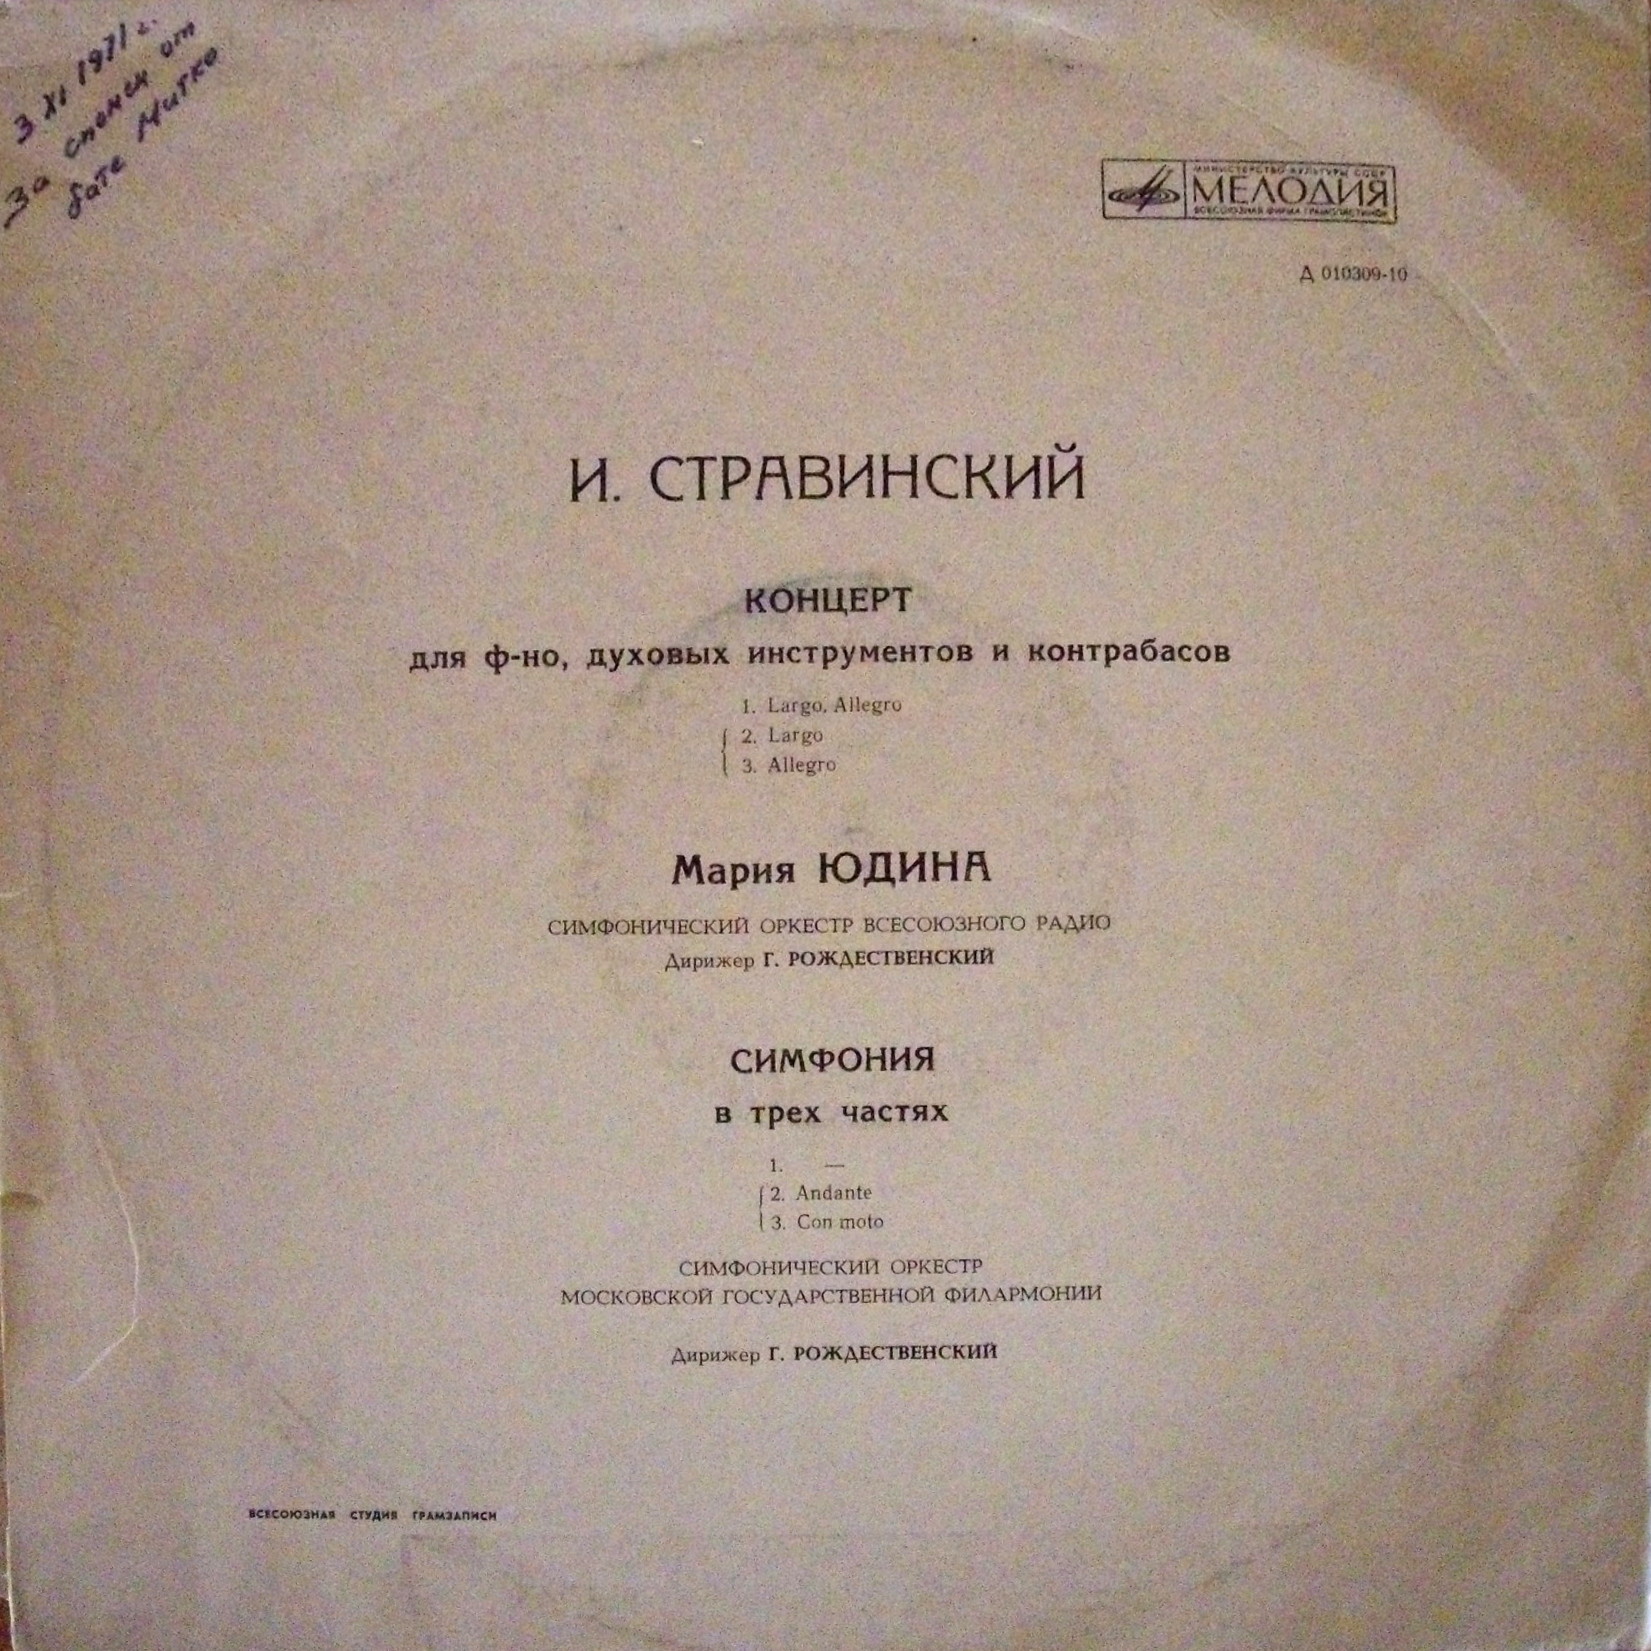 3 XI 1971 г.
За спомен от
бате Митко
МИНИСТЕРСТВО КУЛЬТУРЫ СССР
МЕЛОДИЯ
ВСЕСОЮЗНАЯ ФИРМА ГРАМПЛАСТИНОК
Д 010309-10
И. СТРАВИНСКИЙ
КОНЦЕРТ
для ф-но, духовых инструментов и контрабасов
1. Largo, Allegro
2. Largo
3. Allegro
Мария ЮДИНА
СИМФОНИЧЕСКИЙ ОРКЕСТР ВСЕСОЮЗНОГО РАДИО
Дирижер Г. РОЖДЕСТВЕНСКИЙ
СИМФОНИЯ
в трех частях
1. —
2. Andante
3. Con moto
СИМФОНИЧЕСКИЙ ОРКЕСТР
МОСКОВСКОЙ ГОСУДАРСТВЕННОЙ ФИЛАРМОНИИ
Дирижер Г. РОЖДЕСТВЕНСКИЙ
ВСЕСОЮЗНАЯ СТУДИЯ ГРАМЗАПИСИ